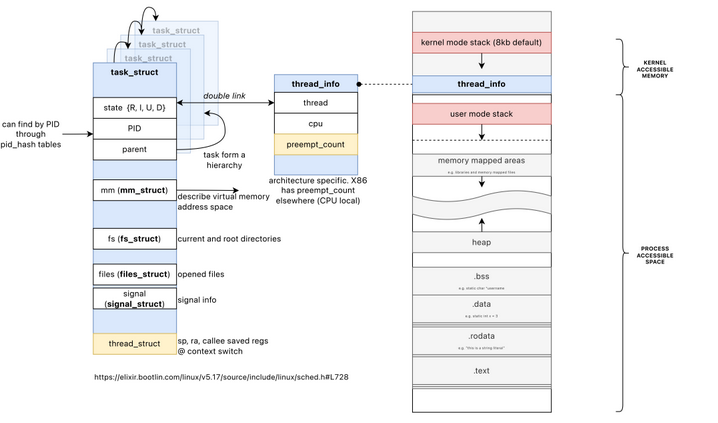 task_struct
task_struct
task_struct
task_struct
state {R, I, U, D}
PID
parent
can find by PID
through
pid_hash tables
double link
task form a
hierarchy
mm (mm_struct)
describe virtual memory
address space
fs (fs_struct)
current and root directories
files (files_struct)
opened files
signal
(signal_struct)
signal info
thread_struct
sp, ra, callee saved regs
@ context switch
https://elixir.bootlin.com/linux/v5.17/source/include/linux/sched.h#L728
thread_info
thread
cpu
preempt_count
architecture specific. X86
has preempt_count
elsewhere (CPU local)
kernel mode stack (8kb default)
thread_info
user mode stack
memory mapped areas
e.g. libraries and memory mapped files
heap
.bss
e.g. static char *username
.data
e.g. static int x = 0
.rodata
e.g. "this is a string literal"
.text
KERNEL
ACCESSIBLE
MEMORY
PROCESS
ACCESSIBLE
SPACE